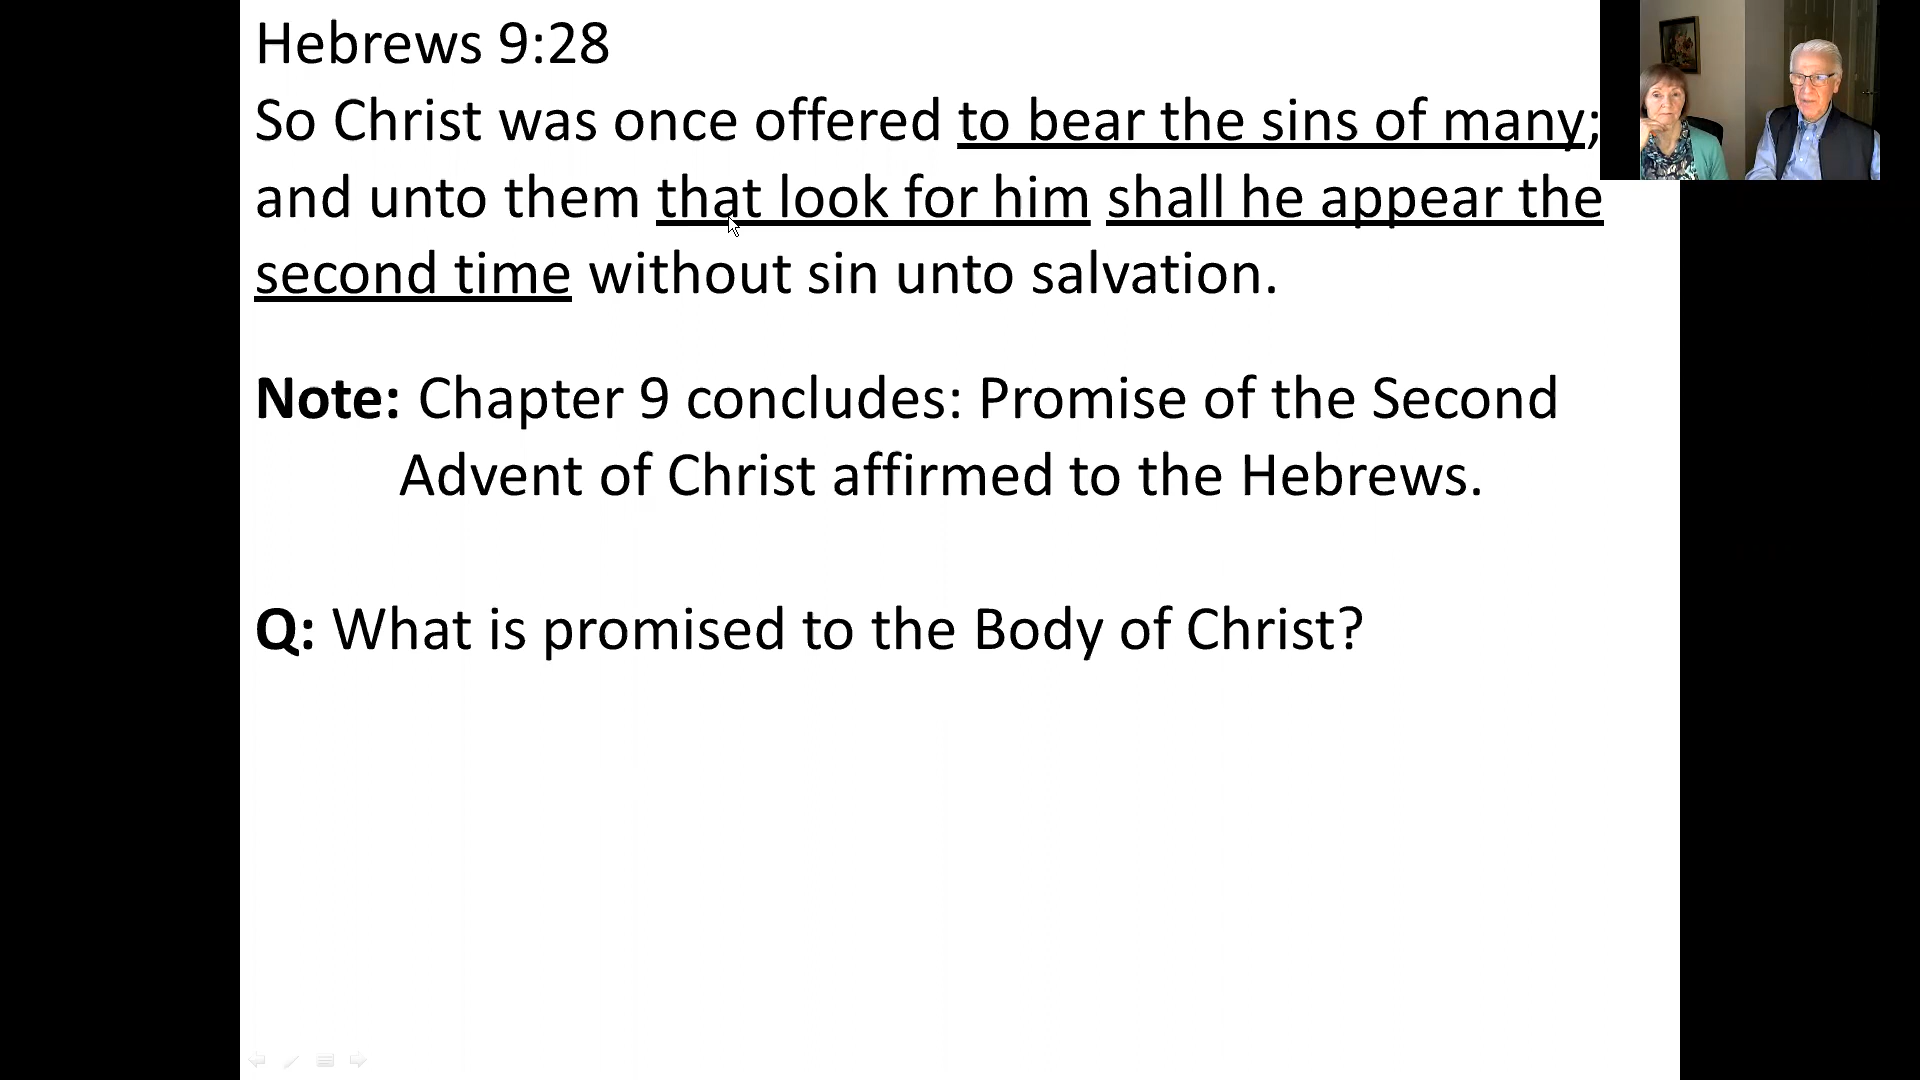 Hebrews 9:28
So Christ was once offered to bear the sins of many;
and unto them that look for him shall he appear the
second time without sin unto salvation.
Note: Chapter 9 concludes: Promise of the Second
Advent of Christ affirmed to the Hebrews.
Q: What is promised to the Body of Christ?